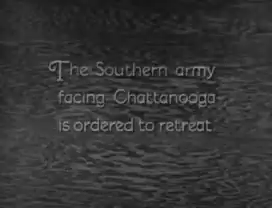 The Southern army
facing Chattanooga
is ordered to retreat